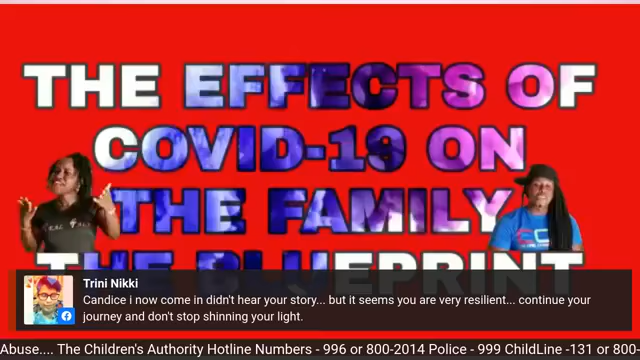 THE EFFECTS OF
COVID-19 ON
THE FAMILY
THE BLUEPRINT
Trini Nikki
Candice i now come in didn't hear your story... but it seems you are very resilient... continue your
journey and don't stop shinning your light.
Abuse.... The Children's Authority Hotline Numbers - 996 or 800-2014 Police - 999 ChildLine -131 or 800-